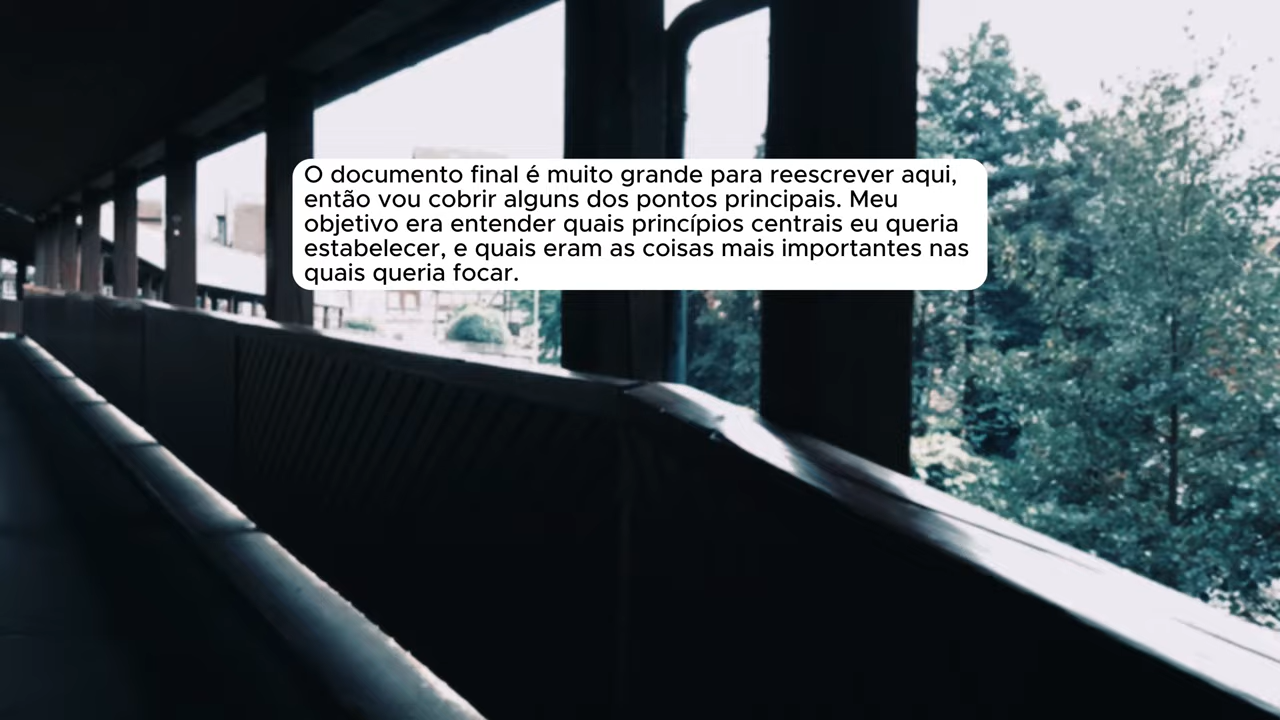 O documento final é muito grande para reescrever aqui,
então vou cobrir alguns dos pontos principais. Meu
objetivo era entender quais princípios centrais eu queria
estabelecer, e quais eram as coisas mais importantes nas
quais queria focar.